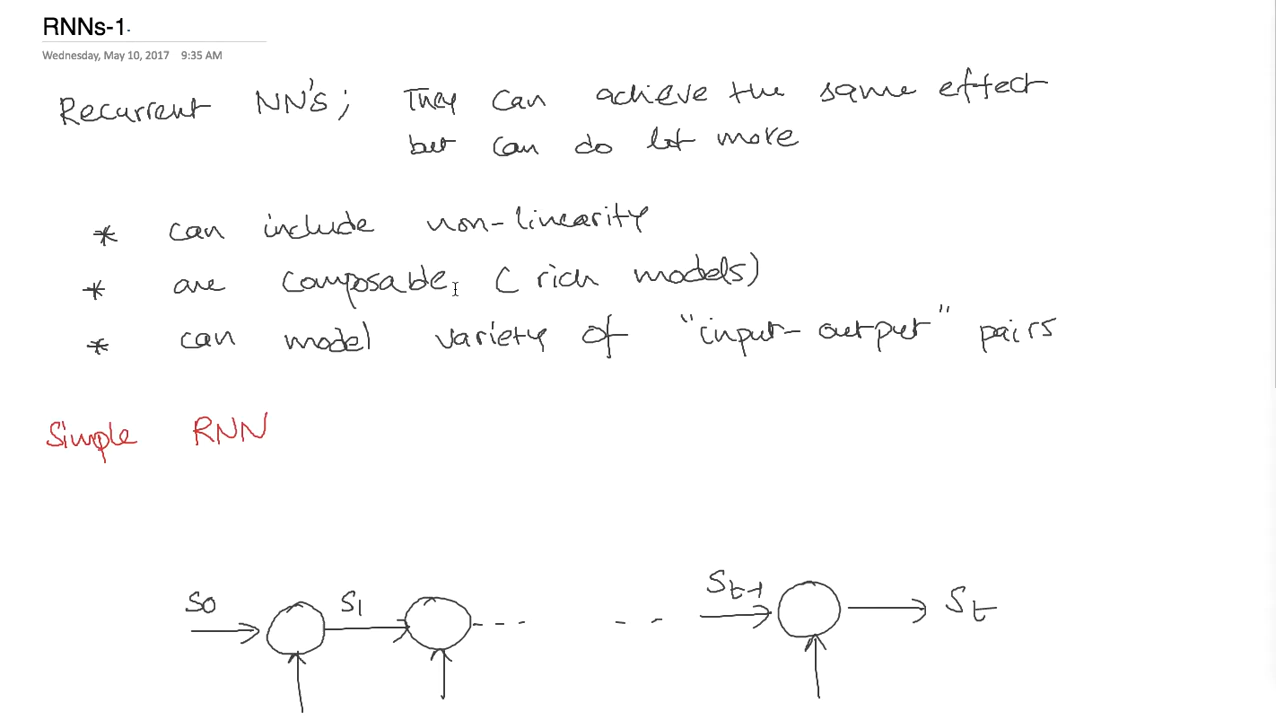 RNNs-1
Wednesday, May 10, 2017 9:35 AM
Recurrent NN's; They can achieve the same effect
but can do lot more
* can include non-linearity
* are composable. (rich models)
* can model variety of "input-output" pairs
Simple RNN
S0 S1 St-1 St